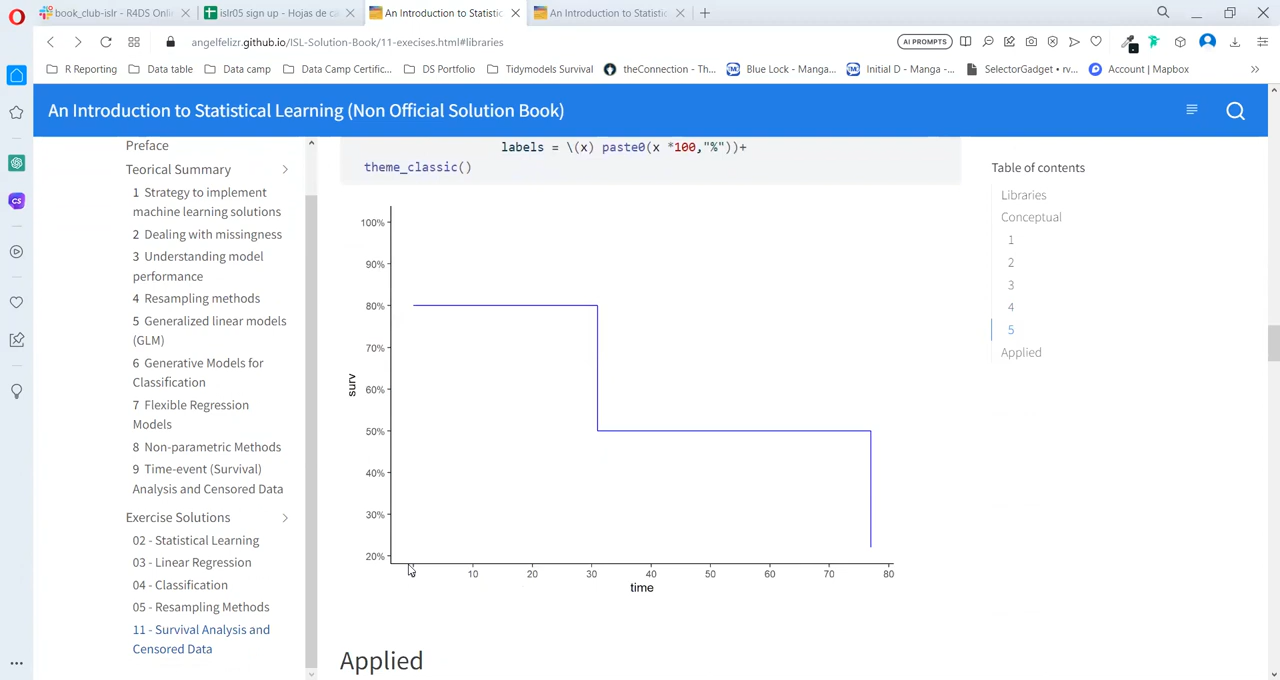 book_club-islr - R4DS Onli
islr05 sign up - Hojas de cá
An Introduction to Statistic
An Introduction to Statistic
angelfelizr.github.io/ISL-Solution-Book/11-execises.html#libraries
AI PROMPTS
R Reporting
Data table
Data camp
Data Camp Certific...
DS Portfolio
Tidymodels Survival
theConnection - Th...
Blue Lock - Manga...
Initial D - Manga -...
SelectorGadget • rv...
Account | Mapbox
An Introduction to Statistical Learning (Non Official Solution Book)
Preface
Teorical Summary
1 Strategy to implement
machine learning solutions
2 Dealing with missingness
3 Understanding model
performance
4 Resampling methods
5 Generalized linear models
(GLM)
6 Generative Models for
Classification
7 Flexible Regression
Models
8 Non-parametric Methods
9 Time-event (Survival)
Analysis and Censored Data
Exercise Solutions
02 - Statistical Learning
03 - Linear Regression
04 - Classification
05 - Resampling Methods
11 - Survival Analysis and
Censored Data
labels = \(x) paste0(x *100,"%"))+
theme_classic()
100%
90%
80%
70%
60%
50%
40%
30%
20%
surv
10 20 30 40 50 60 70 80
time
Applied
Table of contents
Libraries
Conceptual
1
2
3
4
5
Applied